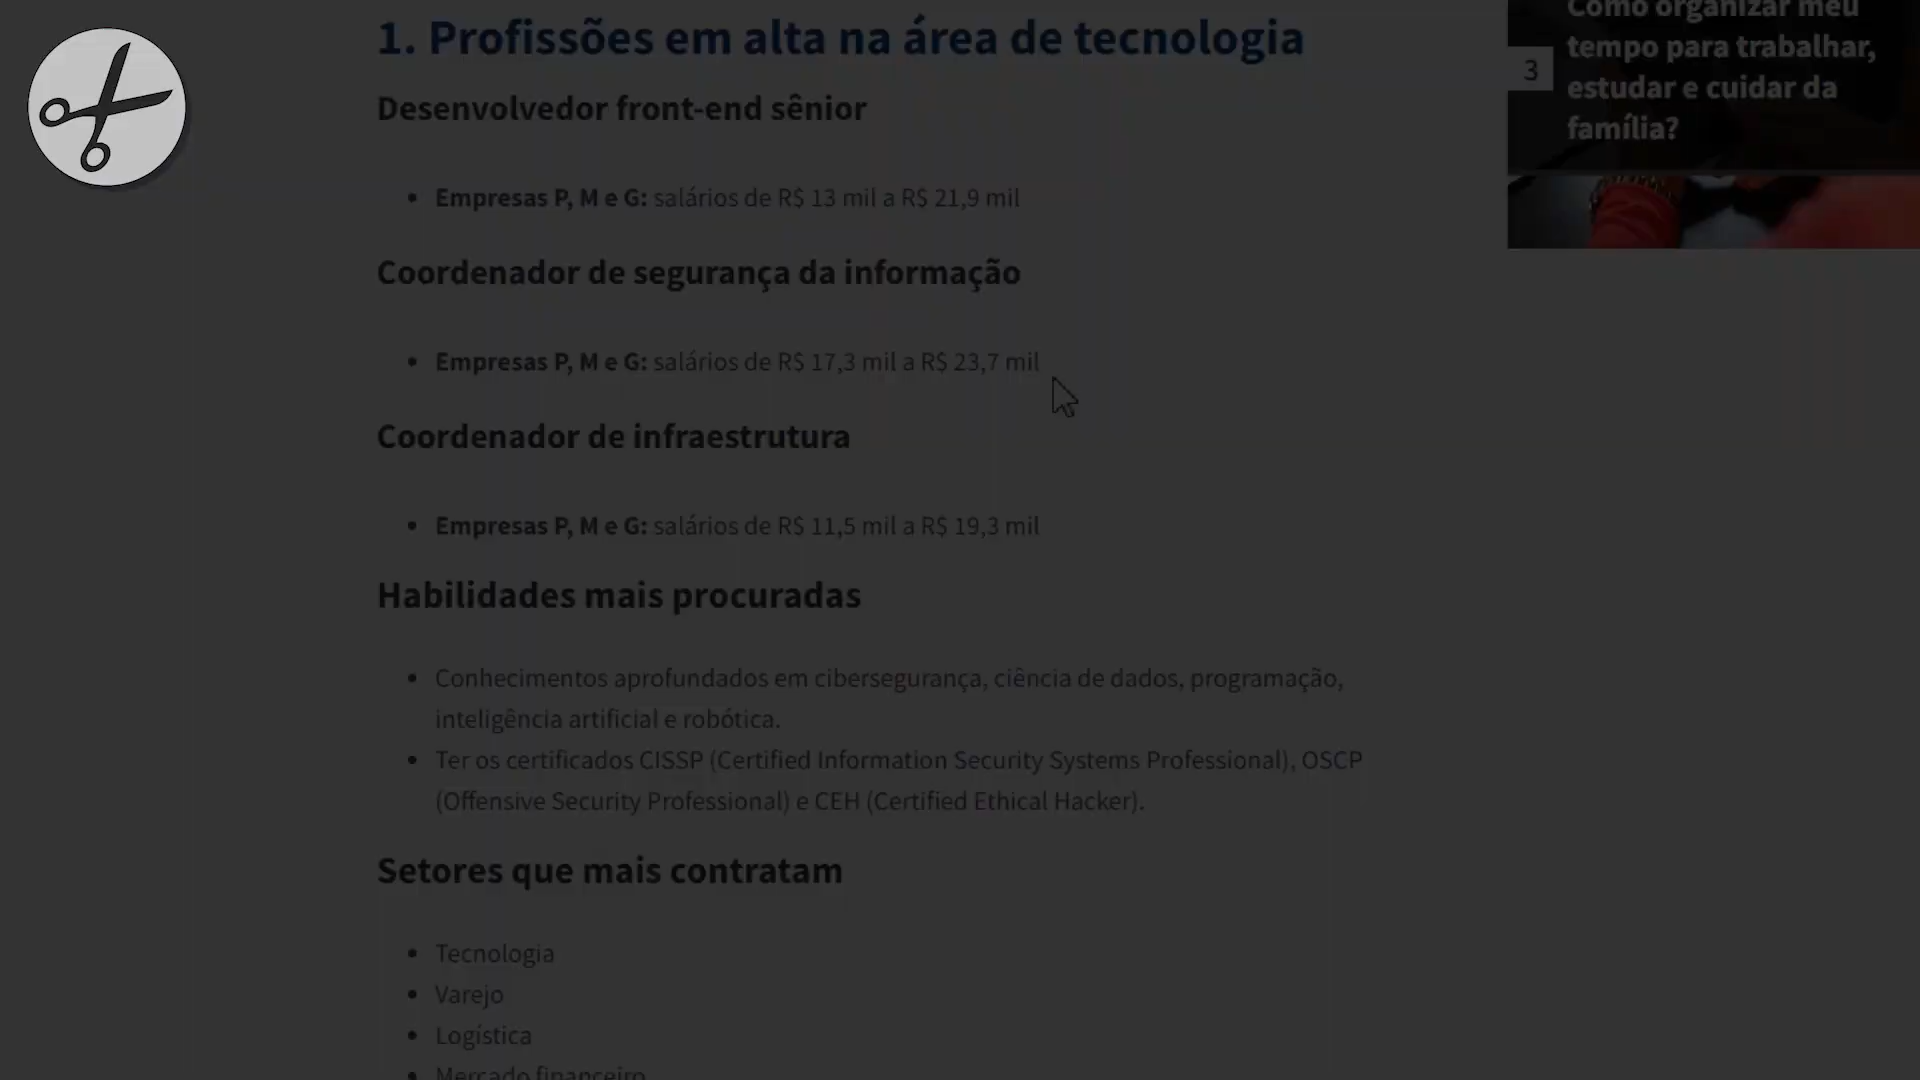 1. Profissões em alta na área de tecnologia
Desenvolvedor front-end sênior
• Empresas P, M e G: salários de R$ 13 mil a R$ 21,9 mil
Coordenador de segurança da informação
• Empresas P, M e G: salários de R$ 17,3 mil a R$ 23,7 mil
Coordenador de infraestrutura
• Empresas P, M e G: salários de R$ 11,5 mil a R$ 19,3 mil
Habilidades mais procuradas
• Conhecimentos aprofundados em cibersegurança, ciência de dados, programação,
inteligência artificial e robótica.
• Ter os certificados CISSP (Certified Information Security Systems Professional), OSCP
(Offensive Security Professional) e CEH (Certified Ethical Hacker).
Setores que mais contratam
• Tecnologia
• Varejo
• Logística
• Mercado financeiro
3
Como organizar meu
tempo para trabalhar,
estudar e cuidar da
família?